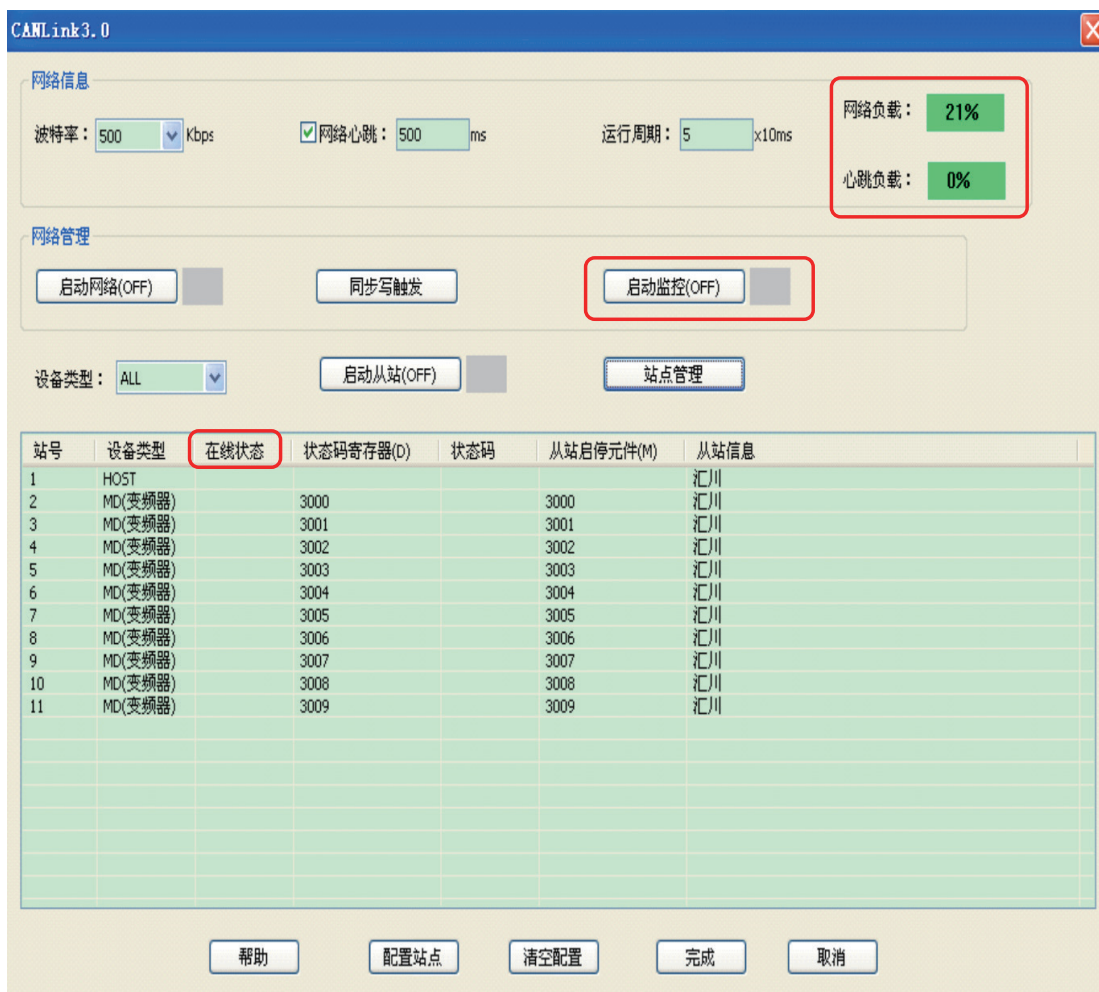 CANLink3.0
网络信息
波特率： 500 Kbps 网络心跳： 500 ms 运行周期： 5 x10ms 网络负载： 21%
心跳负载： 0%
网络管理
启动网络(OFF) 同步写触发 启动监控(OFF)
设备类型： ALL 启动从站(OFF) 站点管理
站号 设备类型 在线状态 状态码寄存器(D) 状态码 从站启停元件(M) 从站信息
1 HOST 汇川
2 MD(变频器) 3000 3000 汇川
3 MD(变频器) 3001 3001 汇川
4 MD(变频器) 3002 3002 汇川
5 MD(变频器) 3003 3003 汇川
6 MD(变频器) 3004 3004 汇川
7 MD(变频器) 3005 3005 汇川
8 MD(变频器) 3006 3006 汇川
9 MD(变频器) 3007 3007 汇川
10 MD(变频器) 3008 3008 汇川
11 MD(变频器) 3009 3009 汇川
帮助 配置站点 清空配置 完成 取消